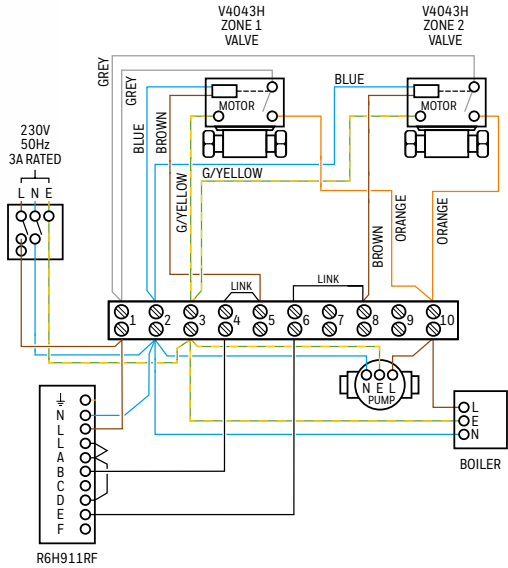 V4043H
ZONE 1
VALVE
V4043H
ZONE 2
VALVE
GREY
GREY
BLUE
MOTOR
MOTOR
230V
50Hz
3A RATED
L N E
BLUE
BROWN
G/YELLOW
G/YELLOW
BROWN
ORANGE
ORANGE
LINK
LINK
1 2 3 4 5 6 7 8 9 10
N E L
PUMP
N
L
L
A
B
C
D
E
F
L
E
N
BOILER
R6H911RF